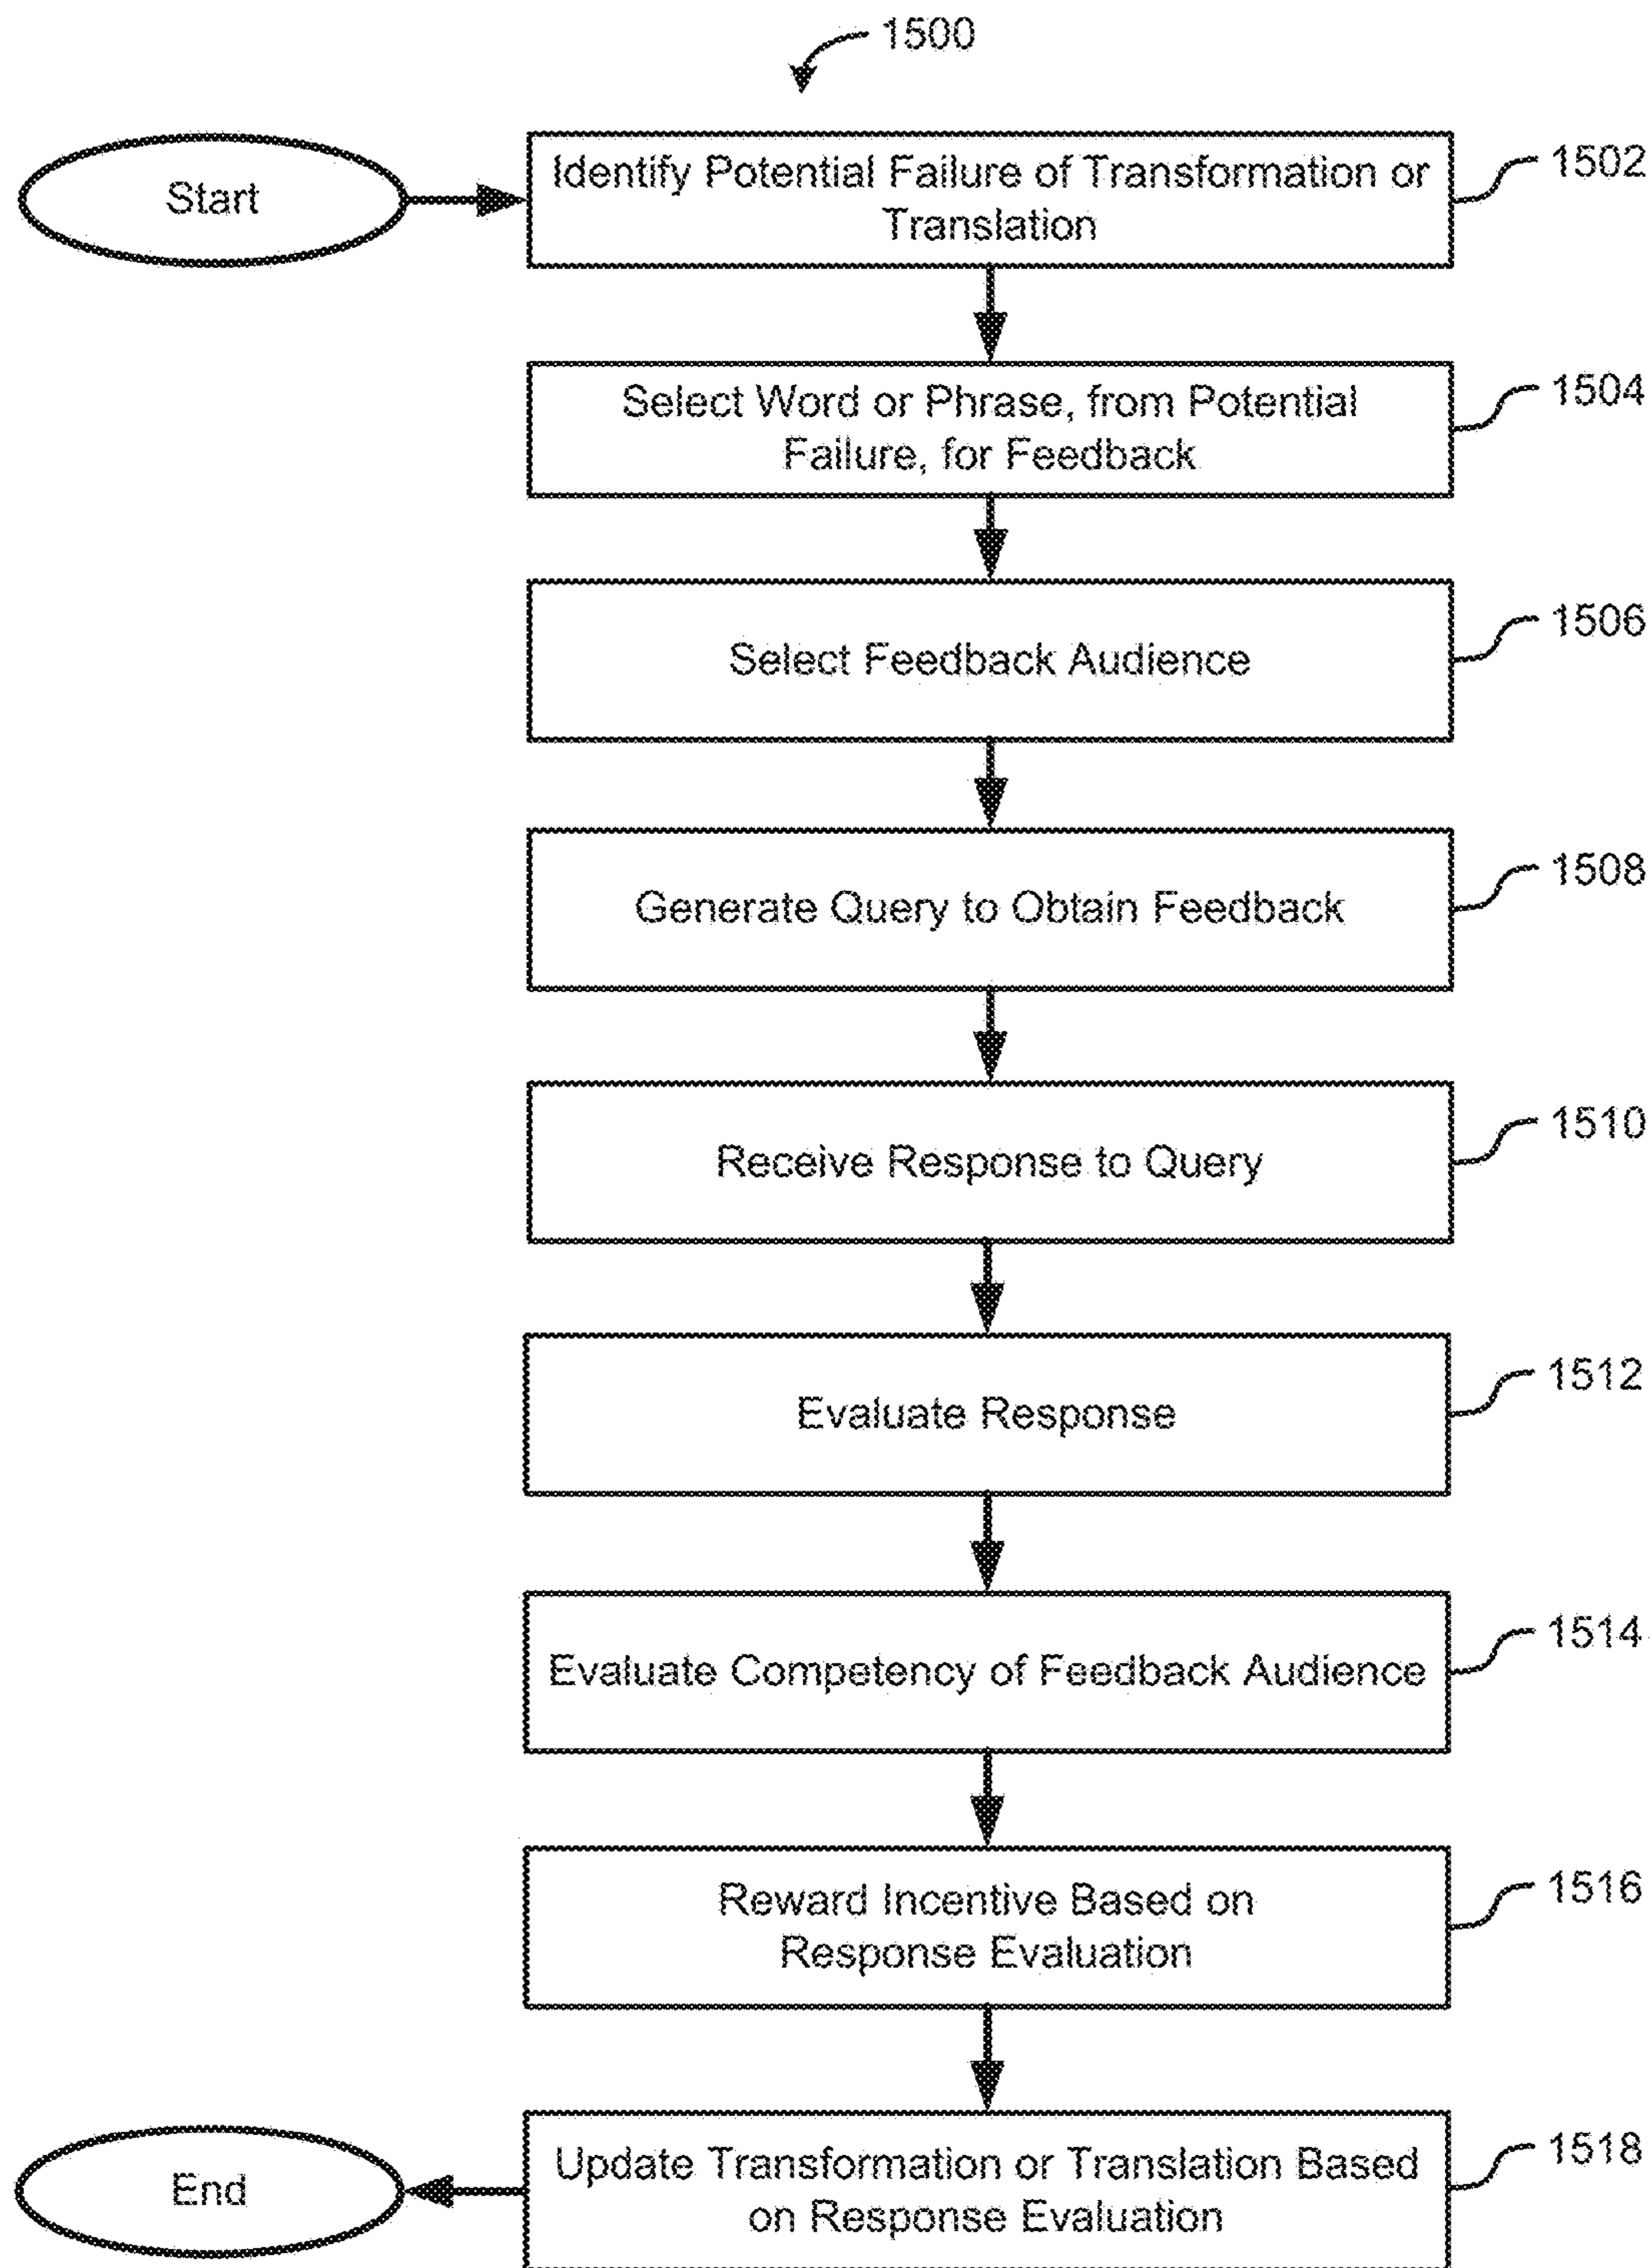 1500
Start
Identify Potential Failure of Transformation or
Translation
1502
Select Word or Phrase, from Potential
Failure, for Feedback
1504
Select Feedback Audience
1506
Generate Query to Obtain Feedback
1508
Receive Response to Query
1510
Evaluate Response
1512
Evaluate Competency of Feedback Audience
1514
Reward Incentive Based on
Response Evaluation
1516
Update Transformation or Translation Based
on Response Evaluation
1518
End